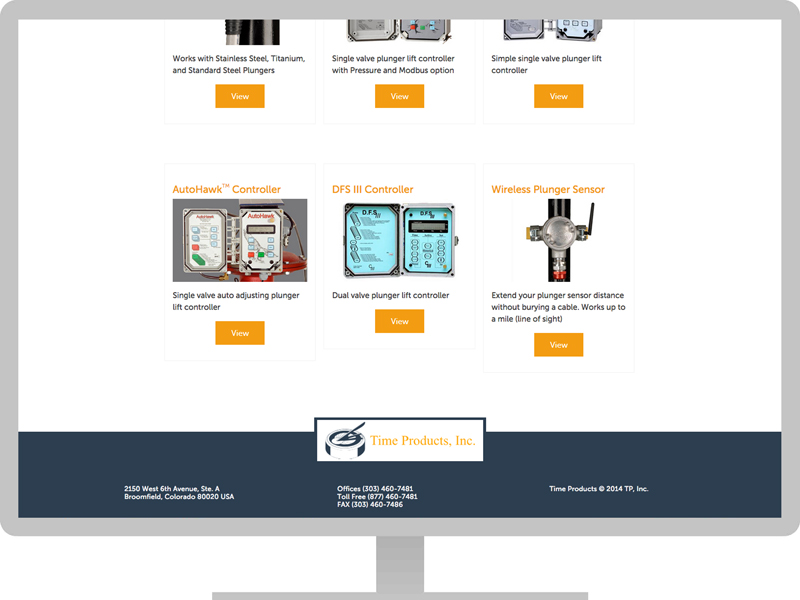 Works with Stainless Steel, Titanium,
and Standard Steel Plungers
View
Single valve plunger lift controller
with Pressure and Modbus option
View
Simple single valve plunger lift
controller
View
AutoHawk™ Controller
AutoHawk
AutoHawk
Single valve auto adjusting plunger
lift controller
View
DFS III Controller
D.F.S
D.F.S
Dual valve plunger lift controller
View
Wireless Plunger Sensor
Extend your plunger sensor distance
without burying a cable. Works up to
a mile (line of sight)
View
Time Products, Inc.
2150 West 6th Avenue, Ste. A
Broomfield, Colorado 80020 USA
Offices (303) 460-7481
Toll Free (877) 460-7481
FAX (303) 460-7486
Time Products © 2014 TP, Inc.